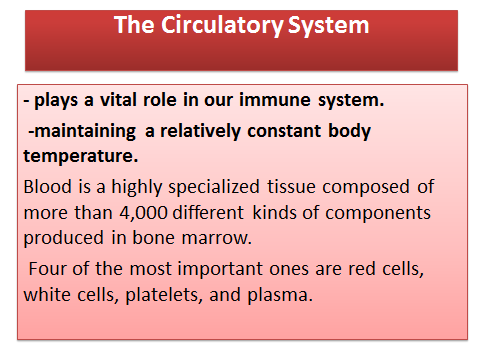 The Circulatory System
- plays a vital role in our immune system.
-maintaining a relatively constant body
temperature.
Blood is a highly specialized tissue composed of
more than 4,000 different kinds of components
produced in bone marrow.
Four of the most important ones are red cells,
white cells, platelets, and plasma.